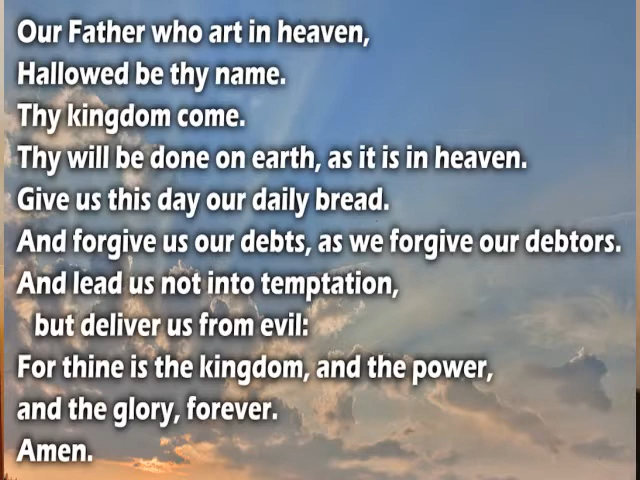 Our Father who art in heaven,
Hallowed be thy name.
Thy kingdom come.
Thy will be done on earth, as it is in heaven.
Give us this day our daily bread.
And forgive us our debts, as we forgive our debtors.
And lead us not into temptation,
but deliver us from evil:
For thine is the kingdom, and the power,
and the glory, forever.
Amen.